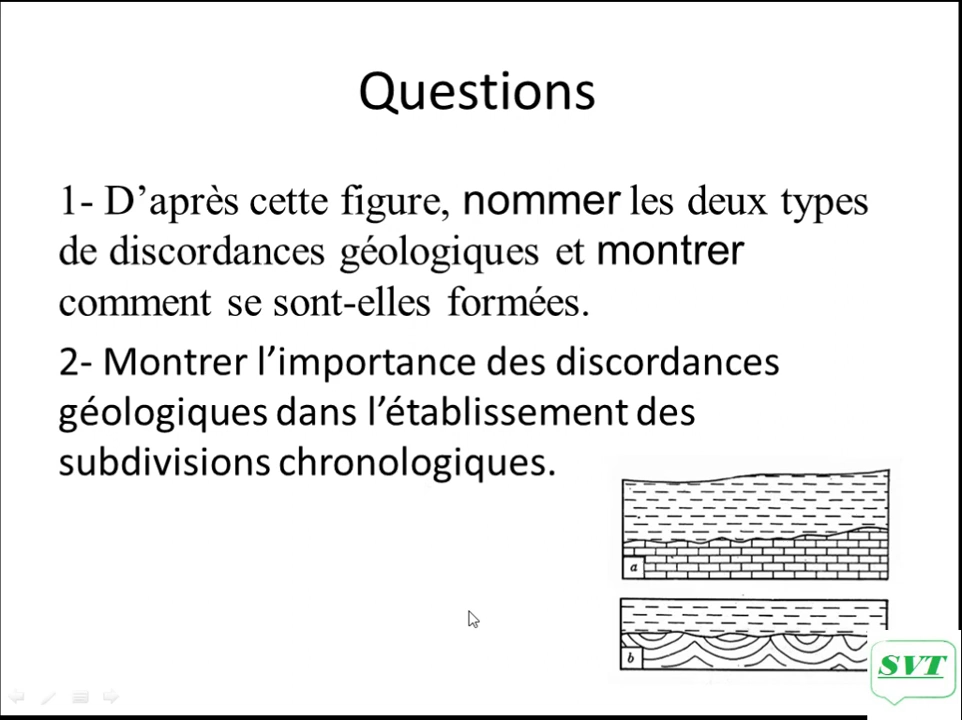 Questions
1- D’après cette figure, nommer les deux types
de discordances géologiques et montrer
comment se sont-elles formées.
2- Montrer l’importance des discordances
géologiques dans l’établissement des
subdivisions chronologiques.
a
b
SVT